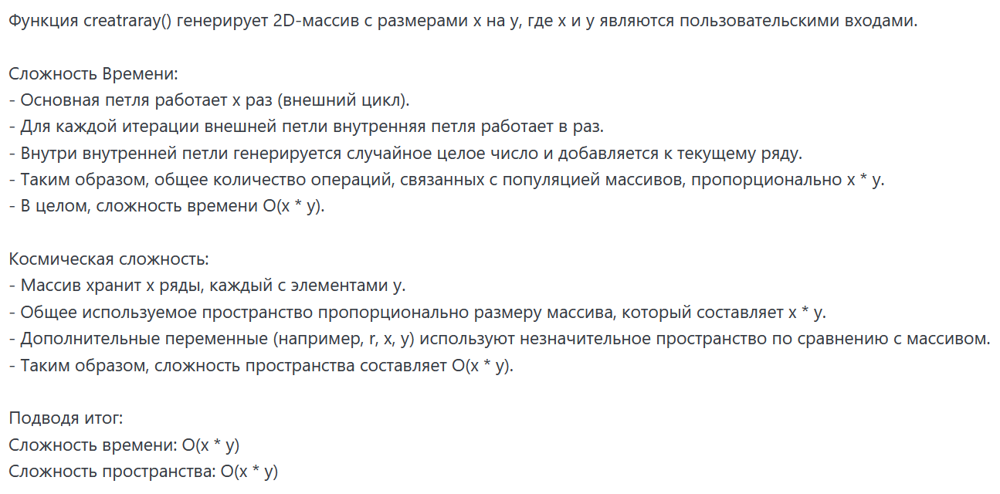 Функция creatraray() генерирует 2D-массив с размерами x на y, где x и y являются пользовательскими входами.
Сложность Времени:
- Основная петля работает x раз (внешний цикл).
- Для каждой итерации внешней петли внутренняя петля работает в раз.
- Внутри внутренней петли генерируется случайное целое число и добавляется к текущему ряду.
- Таким образом, общее количество операций, связанных с популяцией массивов, пропорционально x * y.
- В целом, сложность времени O(x * y).
Космическая сложность:
- Массив хранит x ряды, каждый с элементами y.
- Общее используемое пространство пропорционально размеру массива, который составляет x * y.
- Дополнительные переменные (например, r, x, y) используют незначительное пространство по сравнению с массивом.
- Таким образом, сложность пространства составляет O(x * y).
Подводя итог:
Сложность времени: O(x * y)
Сложность пространства: O(x * y)